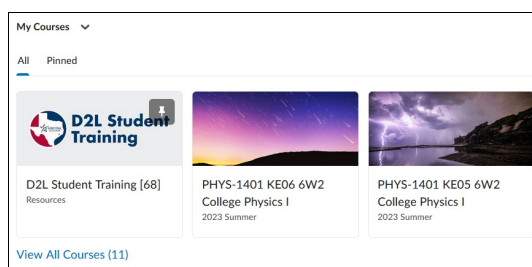 My Courses
All Pinned
D2L Student
Training
D2L Student Training [68]
Resources
PHYS-1401 KE06 6W2
College Physics I
2023 Summer
PHYS-1401 KE05 6W2
College Physics I
2023 Summer
View All Courses (11)